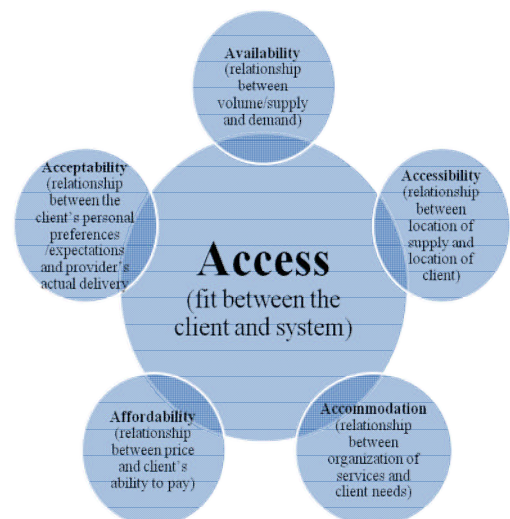 Availability
(relationship
between
volume/supply
and demand)
Acceptability
(relationship
between the
client's personal
preferences
/expectations
and provider's
actual delivery
Accessibility
(relationship
between
location of
supply and
location of
client)
Access
(fit between the
client and system)
Affordability
(relationship
between price
and client's
ability to pay)
Accommodation
(relationship
between
organization of
services and
client needs)